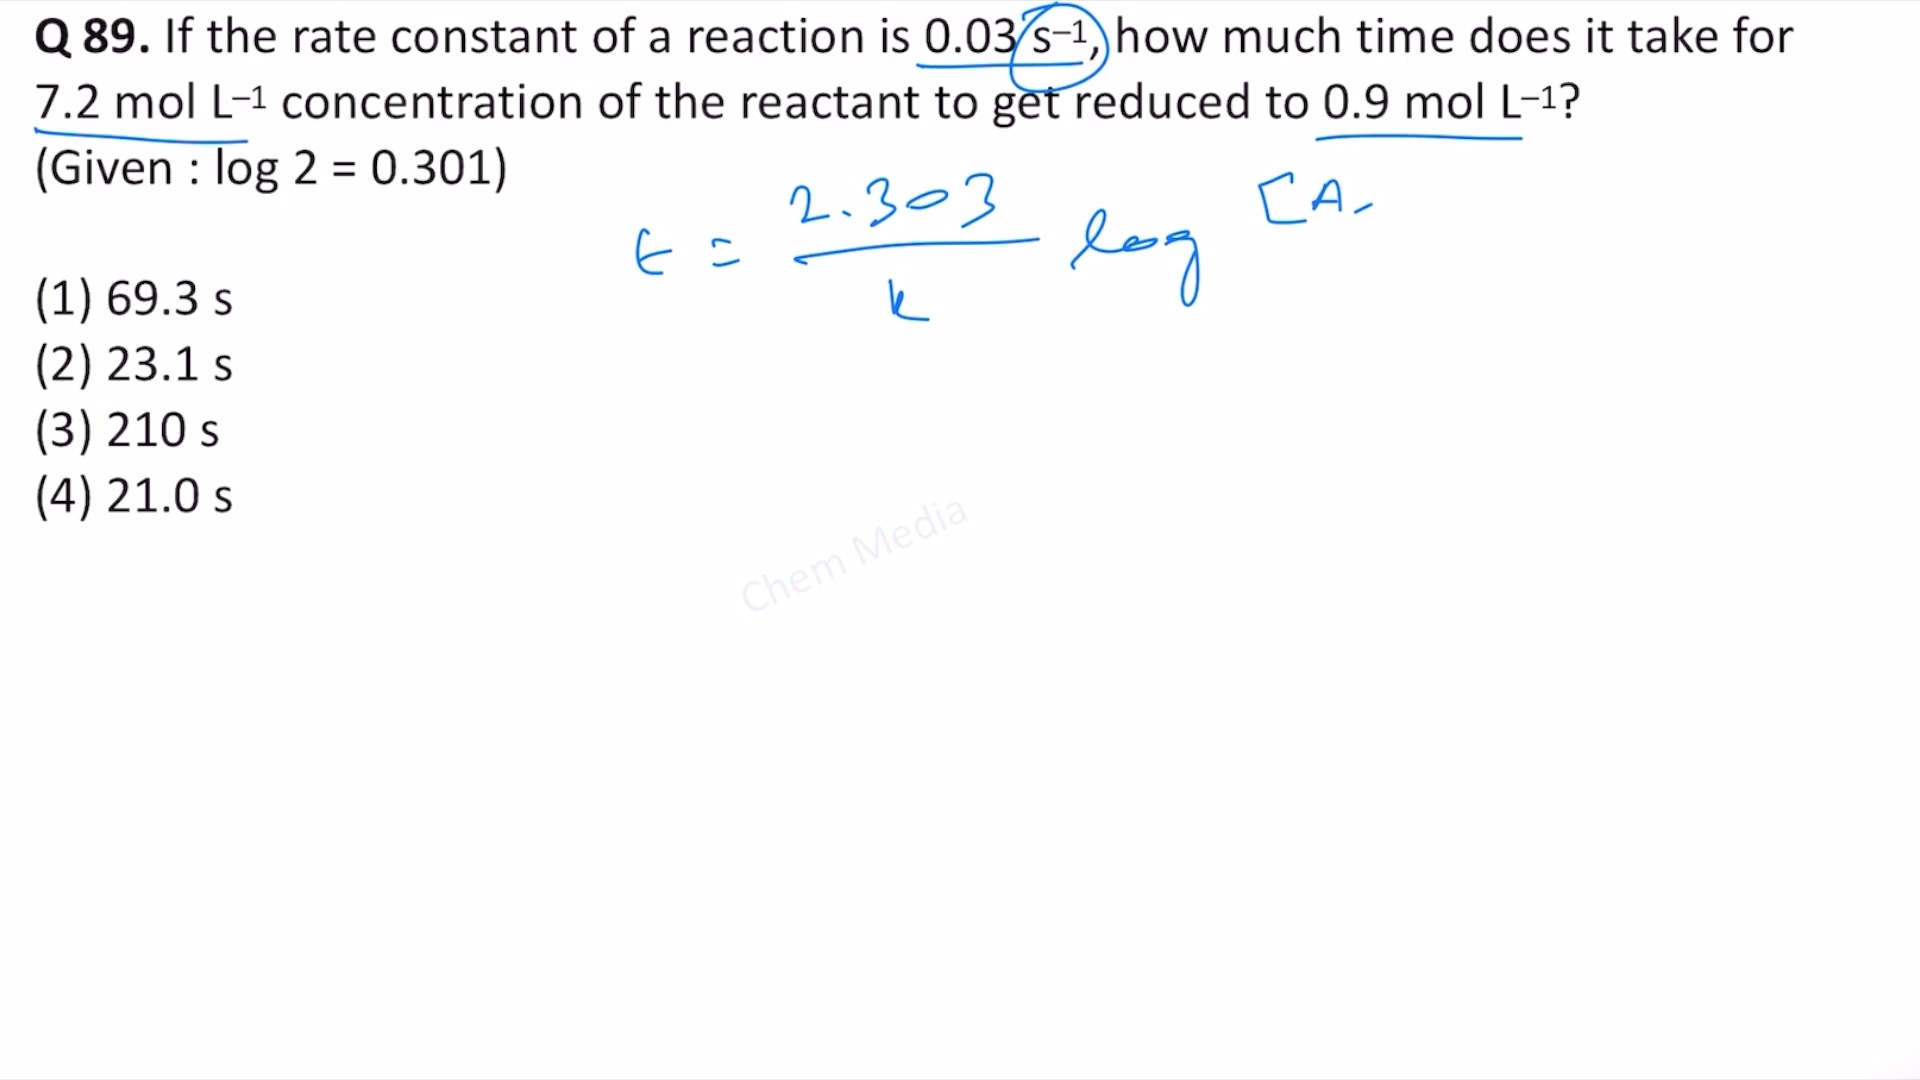 Q 89. If the rate constant of a reaction is 0.03 s⁻¹, how much time does it take for
7.2 mol L⁻¹ concentration of the reactant to get reduced to 0.9 mol L⁻¹?
(Given : log 2 = 0.301)
t = 2.303 / k log [A
(1) 69.3 s
(2) 23.1 s
(3) 210 s
(4) 21.0 s
Chem Media